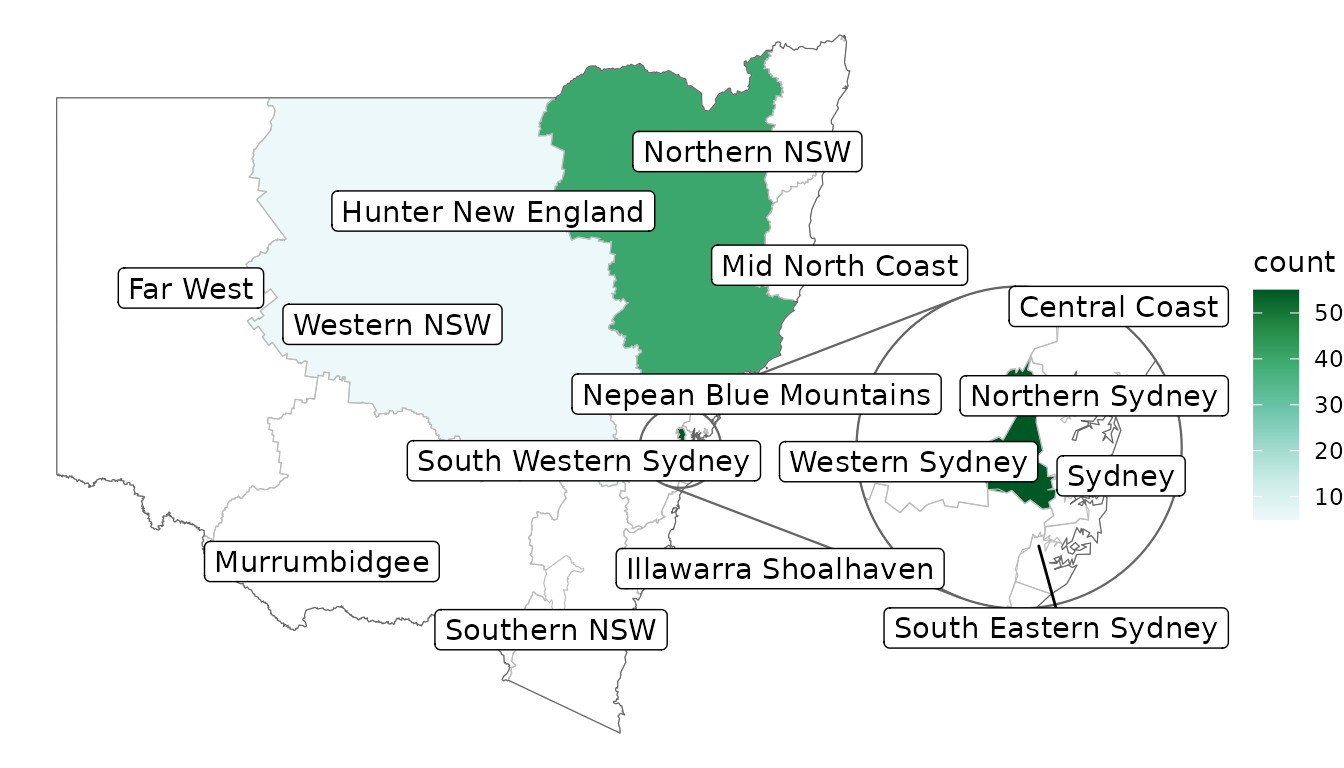 Northern NSW
Hunter New England
Mid North Coast
Far West
Western NSW
Central Coast
Nepean Blue Mountains
Northern Sydney
South Western Sydney
Western Sydney
Sydney
Murrumbidgee
Illawarra Shoalhaven
Southern NSW
South Eastern Sydney
count
50
40
30
20
10